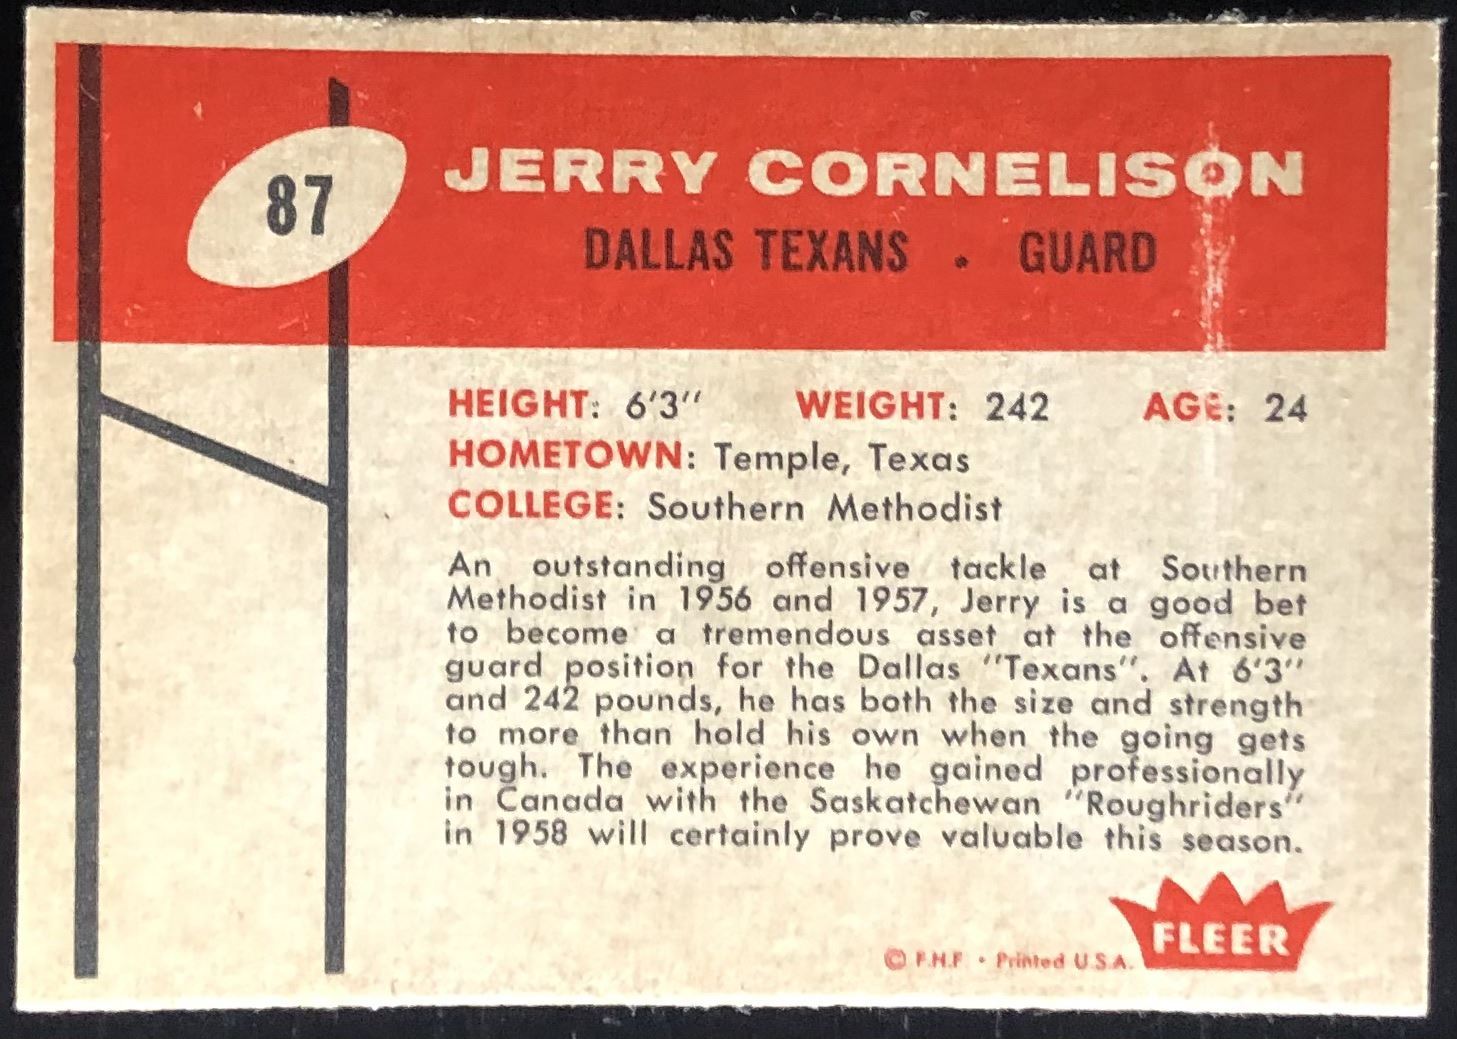 87
JERRY CORNELISON
DALLAS TEXANS . GUARD
HEIGHT: 6'3" WEIGHT: 242 AGE: 24
HOMETOWN: Temple, Texas
COLLEGE: Southern Methodist
An outstanding offensive tackle at Southern
Methodist in 1956 and 1957, Jerry is a good bet
to become a tremendous asset at the offensive
guard position for the Dallas "Texans". At 6'3"
and 242 pounds, he has both the size and strength
to more than hold his own when the going gets
tough. The experience he gained professionally
in Canada with the Saskatchewan "Roughriders"
in 1958 will certainly prove valuable this season.
FLEER
© F.H.F • Printed U.S.A.